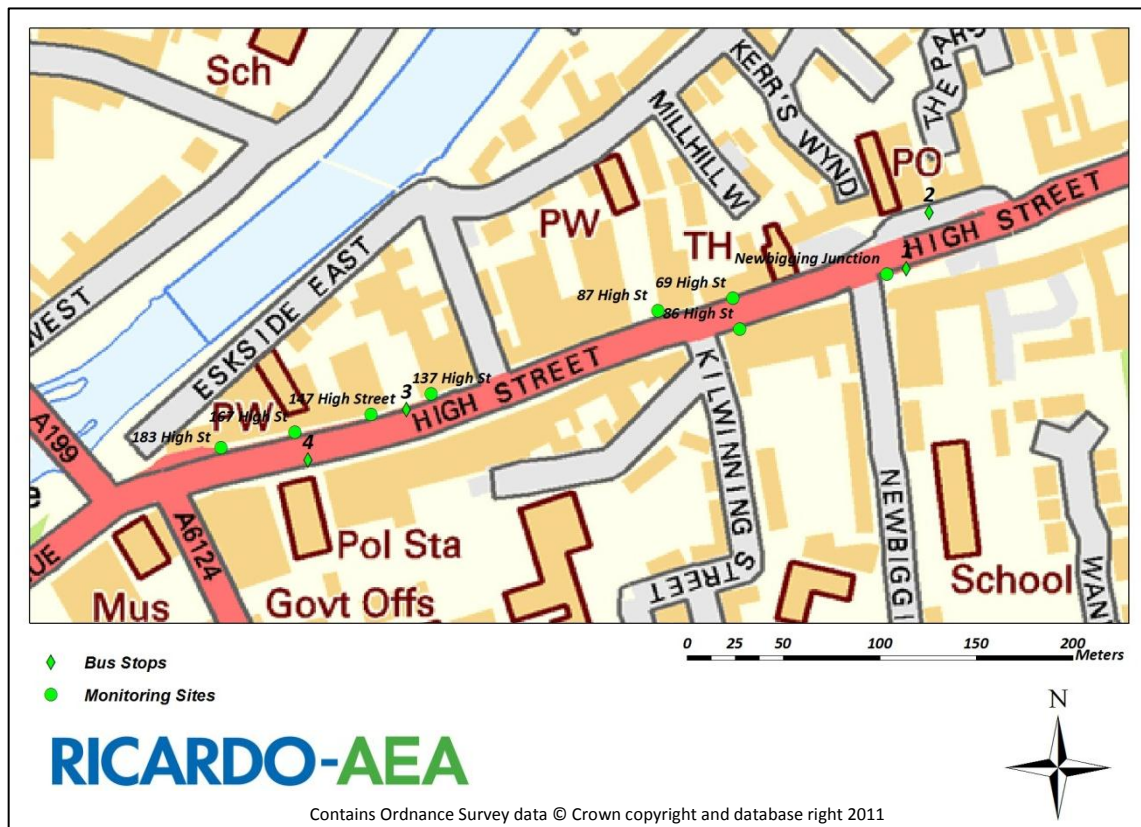 Sch
KERR'S WYND
THE PARS
MILLHILL W
PO
2
HIGH STREET
PW
TH
1
Newbigging Junction
69 High St
87 High St
86 High St
WEST
ESKSIDE EAST
HIGH STREET
137 High St
3
147 High Street
PW
167 High St
183 High St
4
A199
A6124
KILWINNING STREET
NEWBIGGI
Pol Sta
School
WAN
Mus
Govt Offs
UE
e
0 25 50 100 150 200
Meters
Bus Stops
Monitoring Sites
N
RICARDO-AEA
Contains Ordnance Survey data © Crown copyright and database right 2011